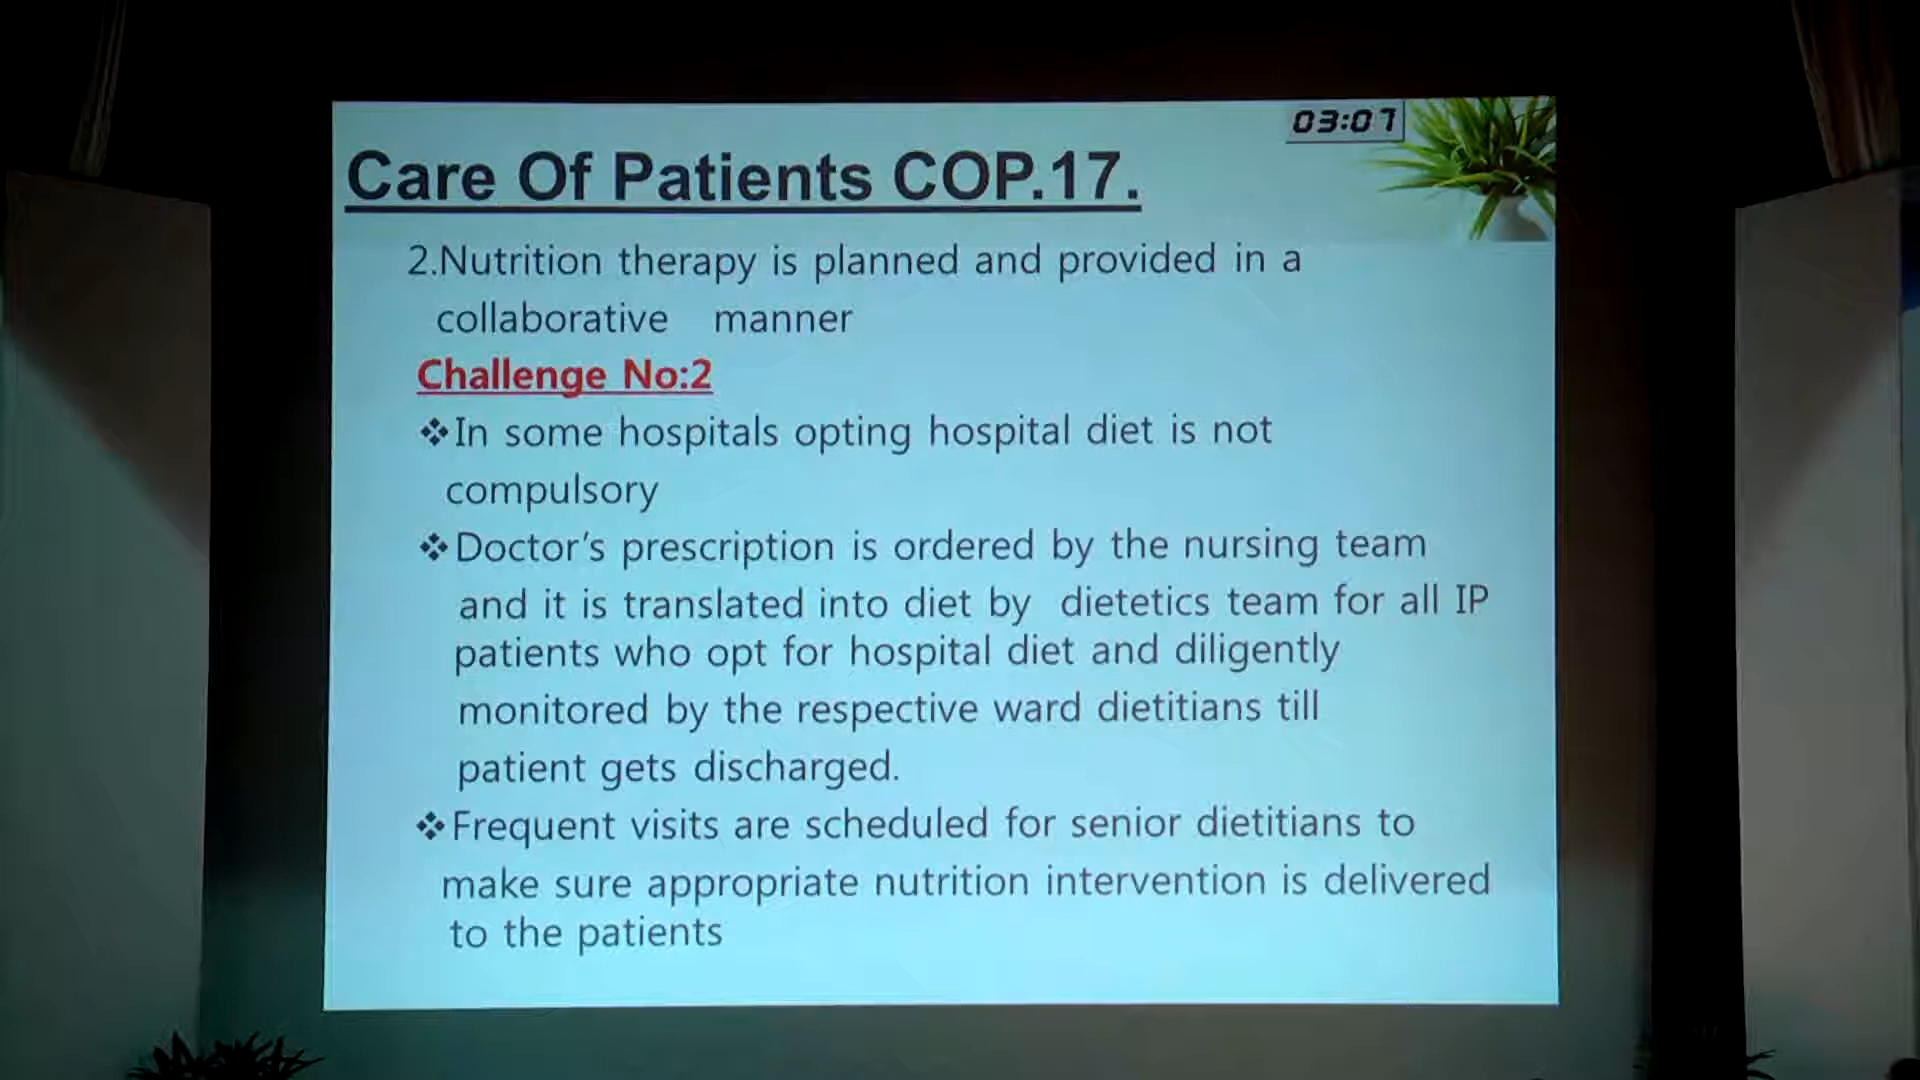 03:07
Care Of Patients COP.17.
2.Nutrition therapy is planned and provided in a
collaborative manner
Challenge No:2
❖In some hospitals opting hospital diet is not
compulsory
❖Doctor’s prescription is ordered by the nursing team
and it is translated into diet by dietetics team for all IP
patients who opt for hospital diet and diligently
monitored by the respective ward dietitians till
patient gets discharged.
❖Frequent visits are scheduled for senior dietitians to
make sure appropriate nutrition intervention is delivered
to the patients